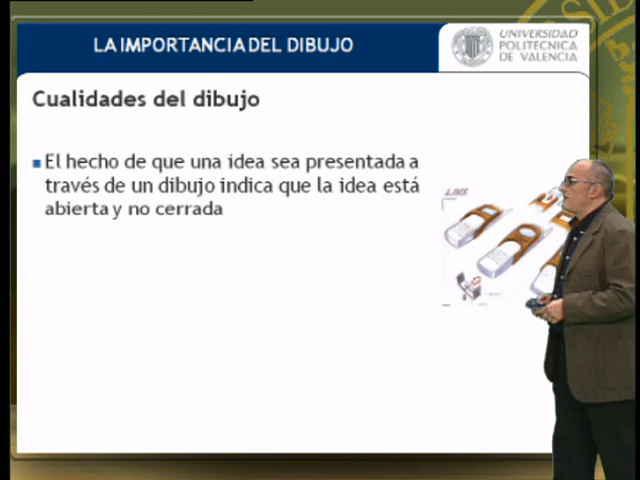 LA IMPORTANCIA DEL DIBUJO
UNIVERSIDAD
POLITECNICA
DE VALENCIA
Cualidades del dibujo
El hecho de que una idea sea presentada a
través de un dibujo indica que la idea está
abierta y no cerrada